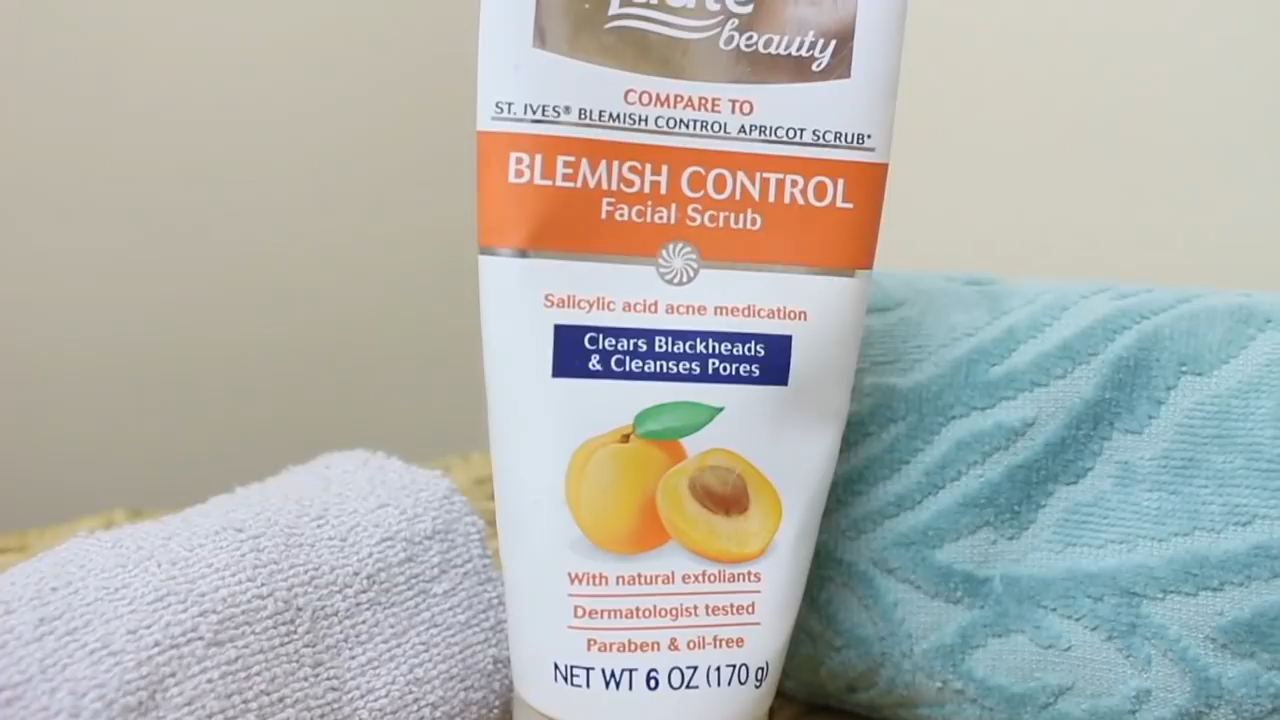 beauty
COMPARE TO
ST. IVES® BLEMISH CONTROL APRICOT SCRUB*
BLEMISH CONTROL
Facial Scrub
Salicylic acid acne medication
Clears Blackheads
& Cleanses Pores
With natural exfoliants
Dermatologist tested
Paraben & oil-free
NET WT 6 OZ (170 g)